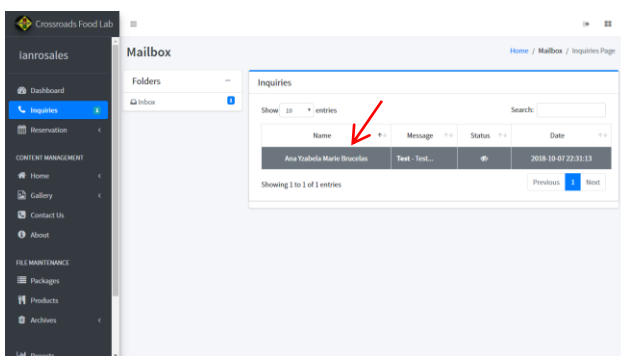 Crossroads Food Lab
Ianrosales
Dashboard
Inquiries 1
Reservation
CONTENT MANAGEMENT
Home
Gallery
Contact Us
About
FILE MAINTENANCE
Packages
Products
Archives
Reports
Mailbox
Home / Mailbox / Inquiries Page
Folders
Inbox 1
Inquiries
Show 10 entries
Search:
Name Message Status Date
Ana Yzabela Marie Brucelas Test - Test... 2018-10-07 22:31:13
Showing 1 to 1 of 1 entries
Previous 1 Next